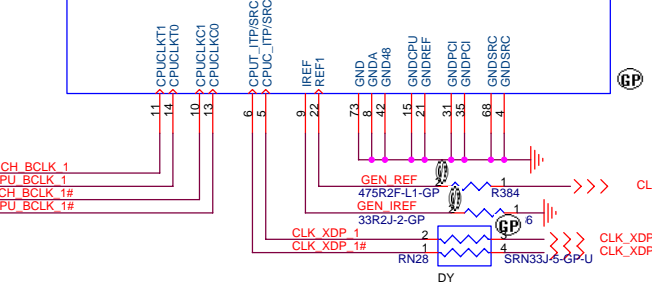 CPUCLKT1
CPUCLKT0
CPUCLKC1
CPUCLKC0
CPUT_ITP/SRC
CPUC_ITP/SRC
IREF
REF1
GND
GNDA
GND48
GNDCPU
GNDREF
GNDPCI
GNDPCI
GNDSRC
GNDSRC
GP
11 14 10 13 6 5 9 22 73 8 42 15 21 31 35 68 4
CH_BCLK_1
PU_BCLK_1
CH_BCLK_1#
PU_BCLK_1#
GEN_REF 2 1 CL
475R2F-L1-GP R384
GEN_IREF 2 1
33R2J-2-GP 6
GP
CLK_XDP_1 2 3 CLK_XDP
CLK_XDP_1# 1 4 CLK_XDP
RN28 SRN33J-5-GP-U
DY